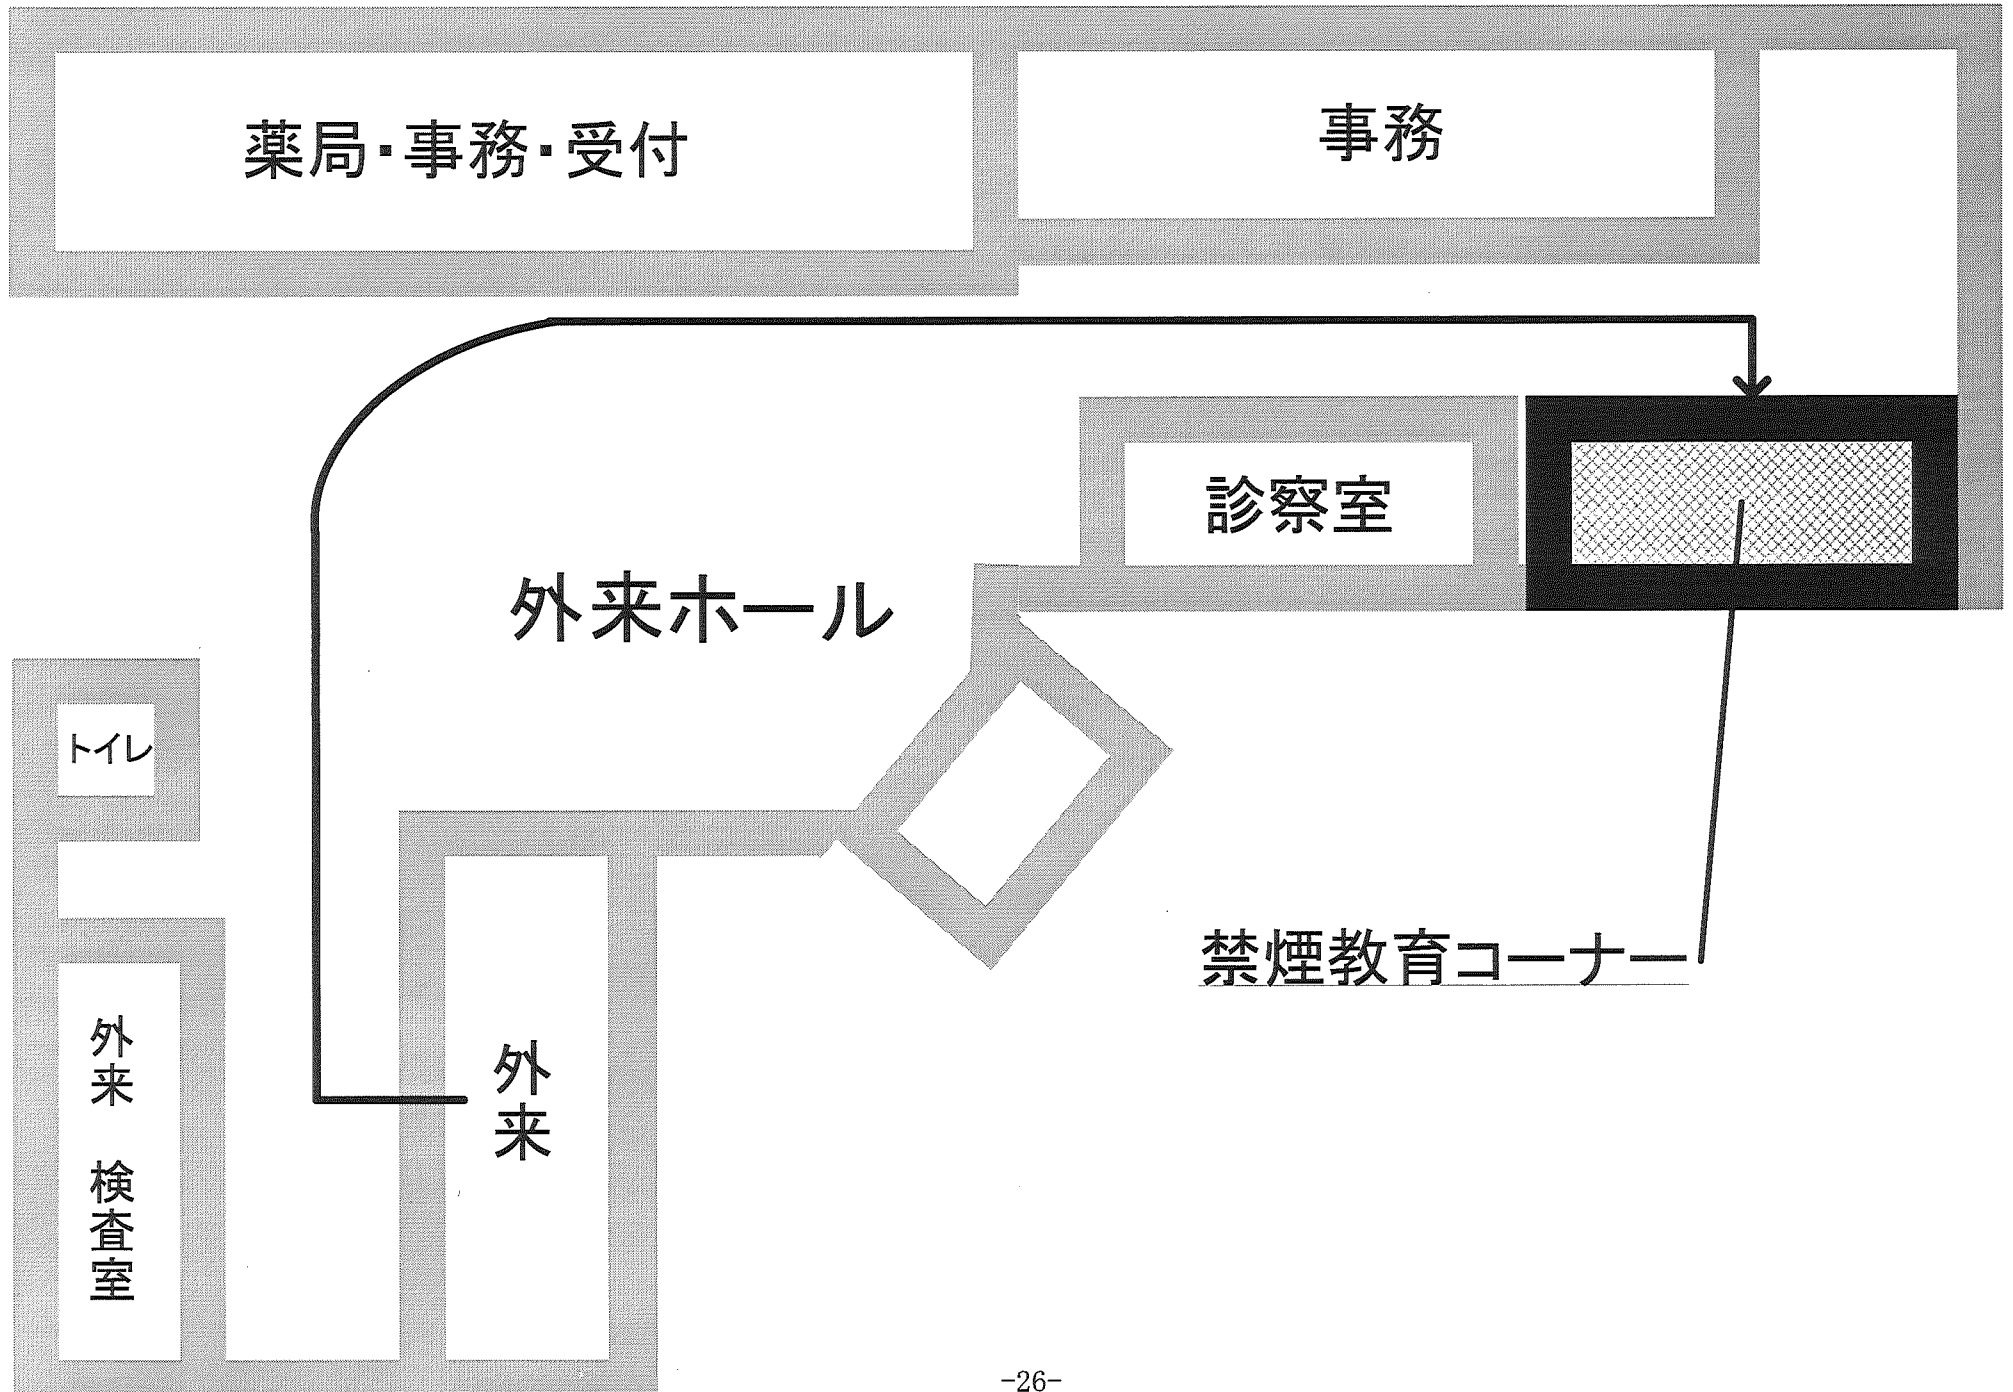 薬局・事務・受付
事務
診察室
外来ホール
トイレ
禁煙教育コーナー
外来　検査室
外来
-26-